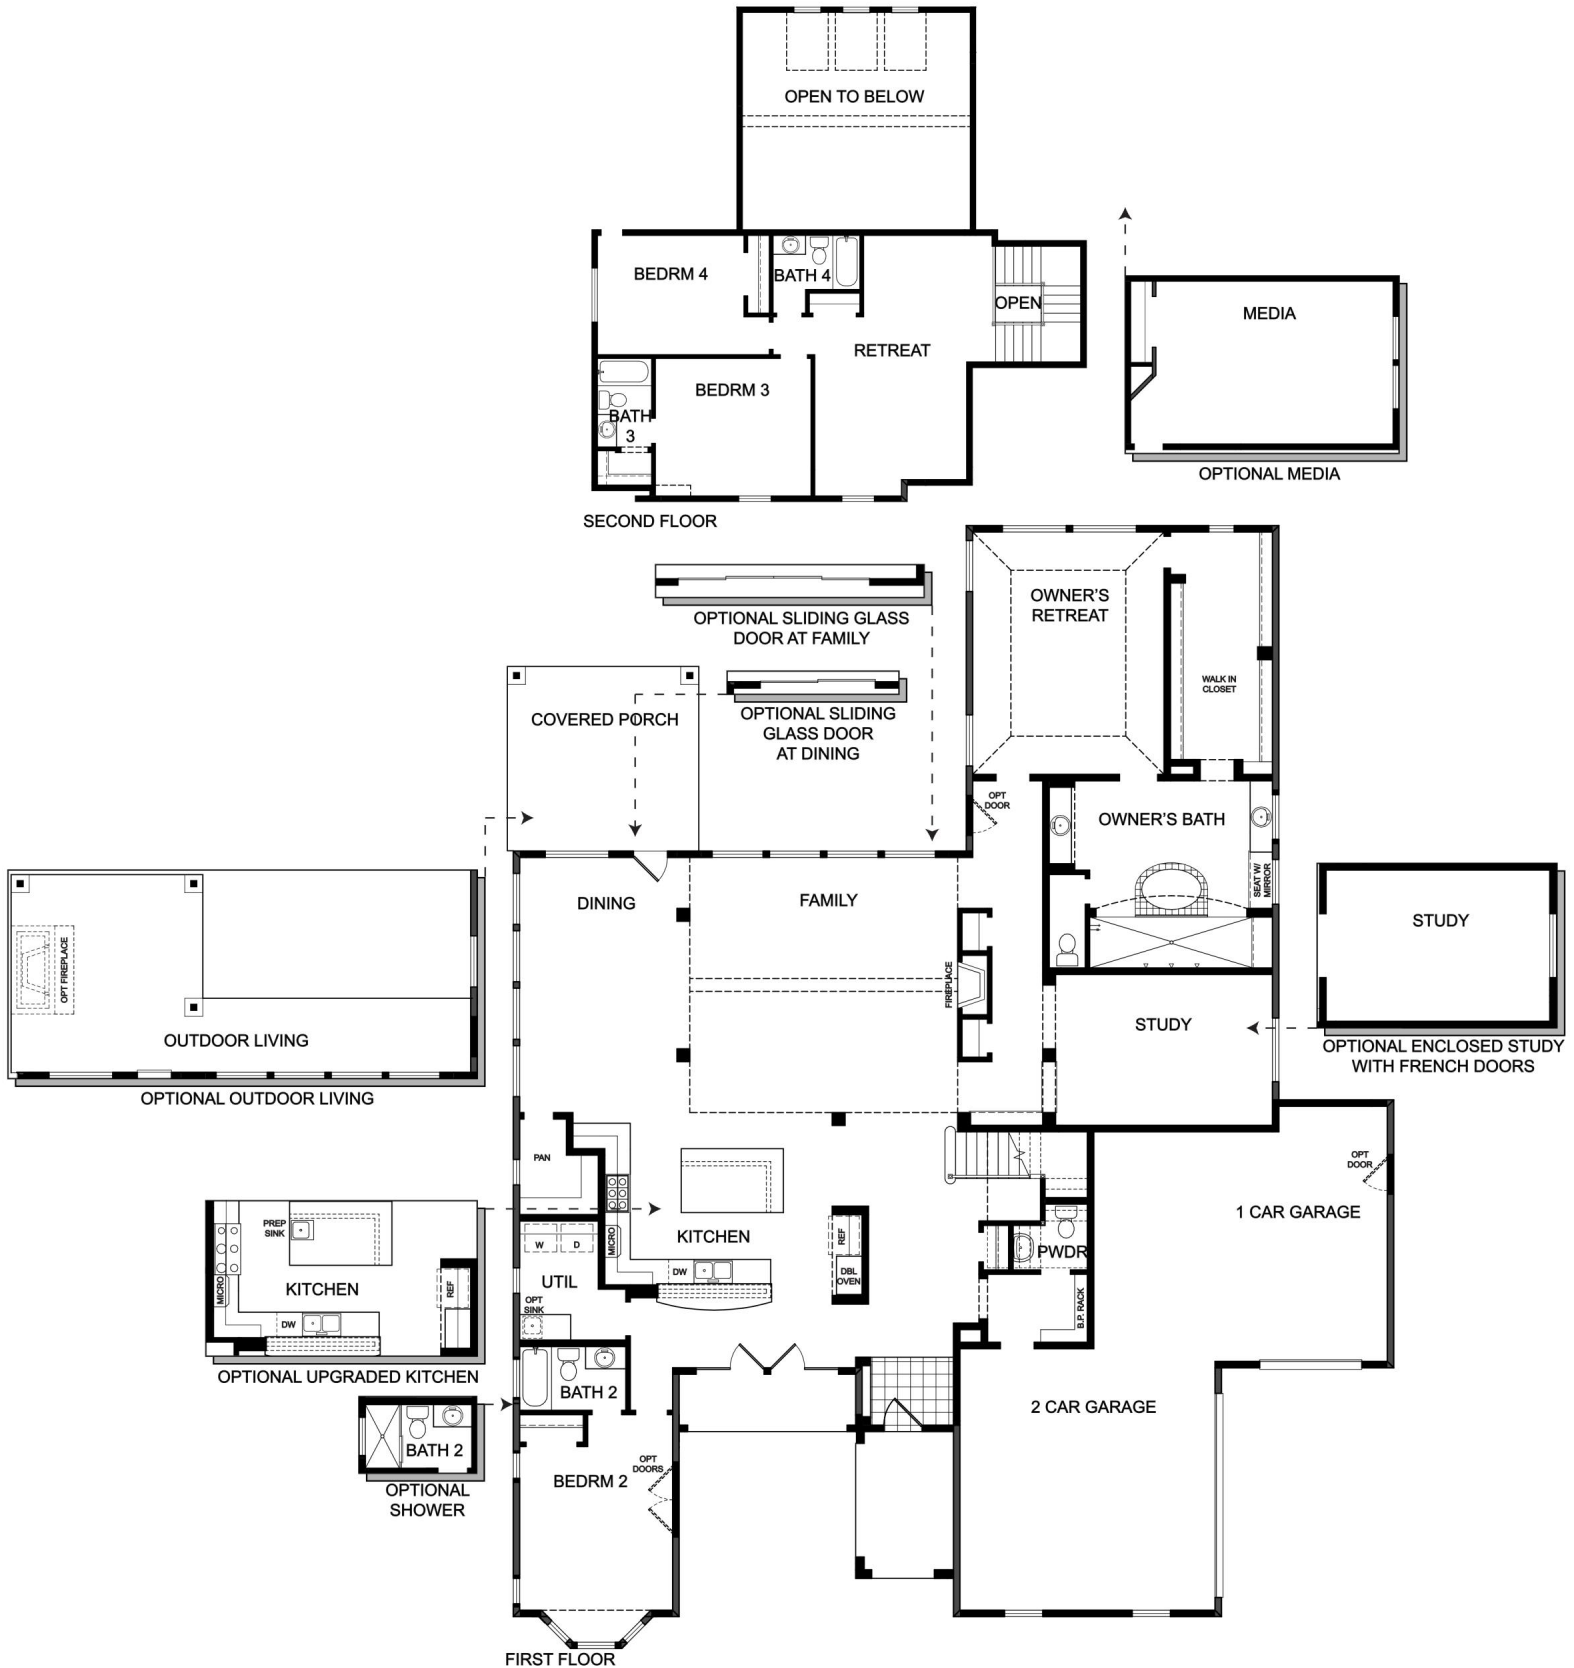 OPEN TO BELOW
BEDRM 4
BATH 4
OPEN
RETREAT
MEDIA
BEDRM 3
BATH
3
OPTIONAL MEDIA
SECOND FLOOR
OWNER'S
RETREAT
OPTIONAL SLIDING GLASS
DOOR AT FAMILY
WALK IN
CLOSET
COVERED PORCH
OPTIONAL SLIDING
GLASS DOOR
AT DINING
OPT
DOOR
OWNER'S BATH
SEAT W/
MIRROR
DINING
FAMILY
STUDY
OPT FIREPLACE
FIREPLACE
STUDY
OUTDOOR LIVING
OPTIONAL ENCLOSED STUDY
WITH FRENCH DOORS
OPTIONAL OUTDOOR LIVING
PAN
OPT
DOOR
1 CAR GARAGE
PREP
SINK
KITCHEN
MICRO
REF
W
D
PWDR
UTIL
DW
DBL
OVEN
KITCHEN
MICRO
REF
DW
OPT
SINK
B.P. RACK
OPTIONAL UPGRADED KITCHEN
BATH 2
2 CAR GARAGE
BATH 2
OPT
DOORS
BEDRM 2
OPTIONAL
SHOWER
FIRST FLOOR